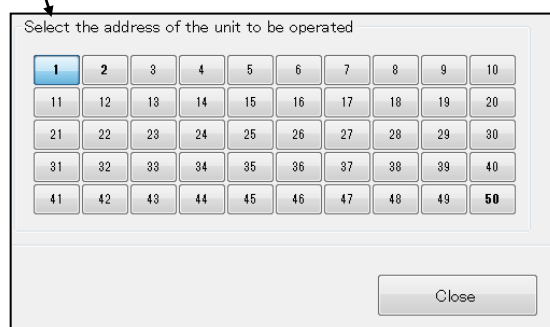 Select the address of the unit to be operated
1 2 3 4 5 6 7 8 9 10
11 12 13 14 15 16 17 18 19 20
21 22 23 24 25 26 27 28 29 30
31 32 33 34 35 36 37 38 39 40
41 42 43 44 45 46 47 48 49 50
Close